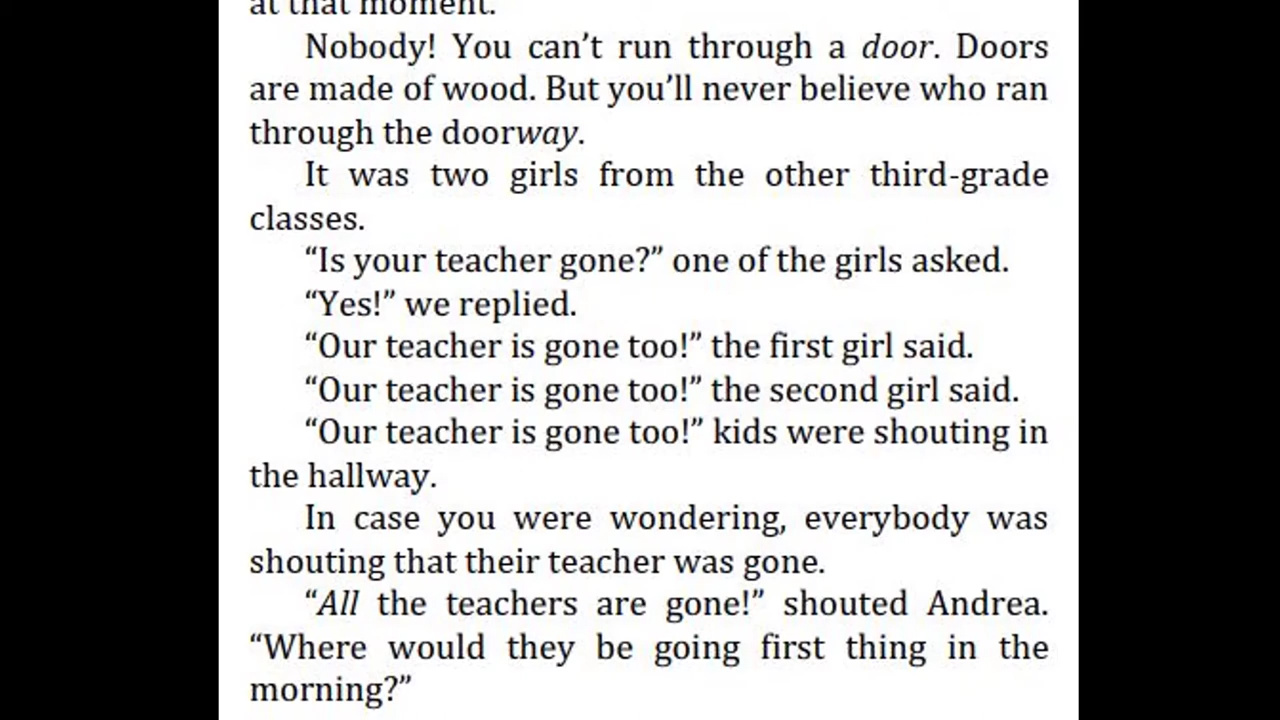 at that moment.
Nobody! You can’t run through a door. Doors
are made of wood. But you’ll never believe who ran
through the doorway.
It was two girls from the other third-grade
classes.
“Is your teacher gone?” one of the girls asked.
“Yes!” we replied.
“Our teacher is gone too!” the first girl said.
“Our teacher is gone too!” the second girl said.
“Our teacher is gone too!” kids were shouting in
the hallway.
In case you were wondering, everybody was
shouting that their teacher was gone.
“All the teachers are gone!” shouted Andrea.
“Where would they be going first thing in the
morning?”